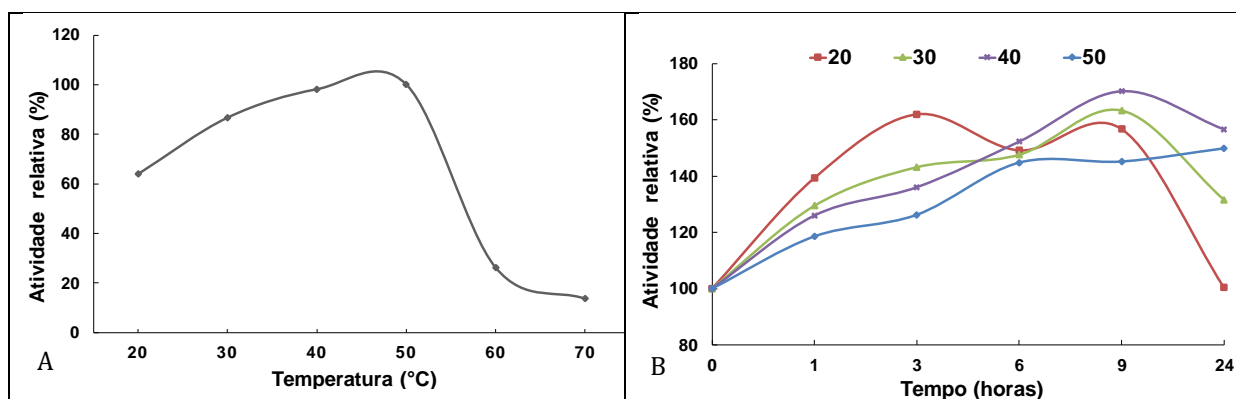 120
100
80
60
40
20
0
Atividade relativa (%)
20 30 40 50 60 70
Temperatura (°C)
A
20 30 40 50
180
160
140
120
100
80
Atividade relativa (%)
0 1 3 6 9 24
Tempo (horas)
B